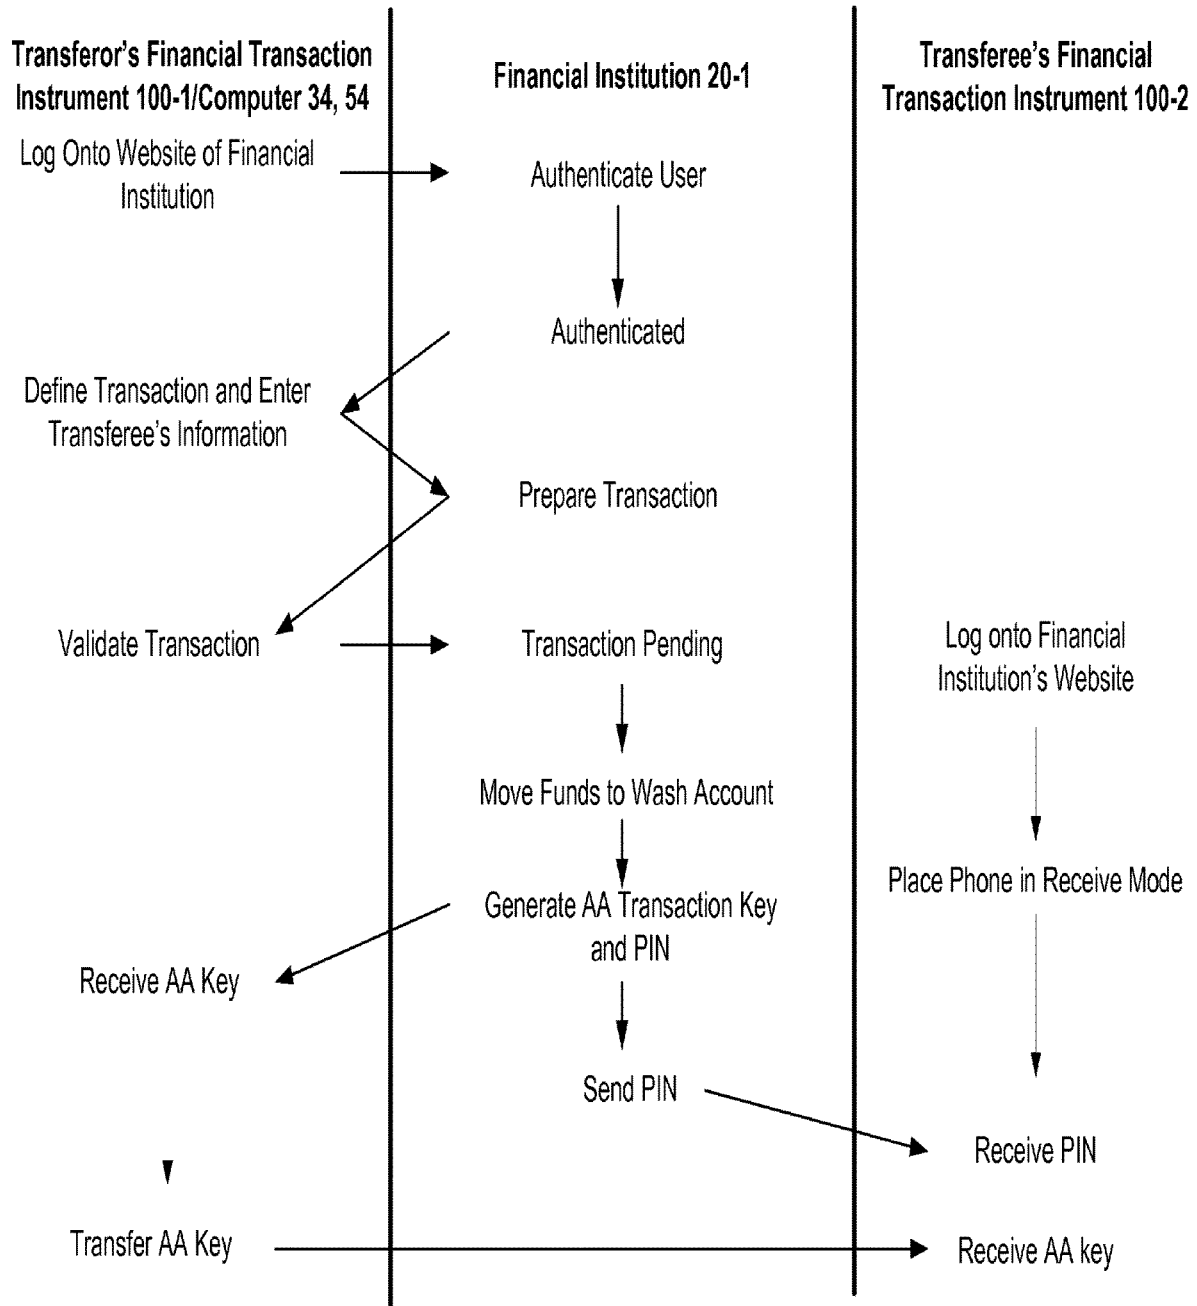 Transferor's Financial Transaction
Instrument 100-1/Computer 34, 54
Financial Institution 20-1
Transferee's Financial
Transaction Instrument 100-2
Log Onto Website of Financial
Institution
Authenticate User
Authenticated
Define Transaction and Enter
Transferee's Information
Prepare Transaction
Validate Transaction
Transaction Pending
Log onto Financial
Institution's Website
Move Funds to Wash Account
Place Phone in Receive Mode
Generate AA Transaction Key
and PIN
Receive AA Key
Send PIN
Receive PIN
Transfer AA Key
Receive AA key